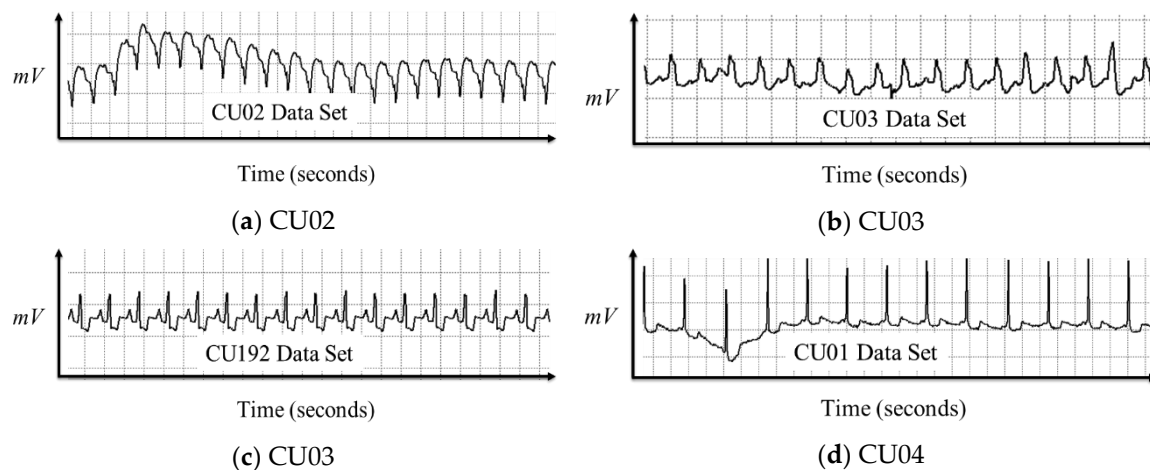 mV
CU02 Data Set
Time (seconds)
(a) CU02
mV
CU03 Data Set
Time (seconds)
(b) CU03
mV
CU192 Data Set
Time (seconds)
(c) CU03
mV
CU01 Data Set
Time (seconds)
(d) CU04